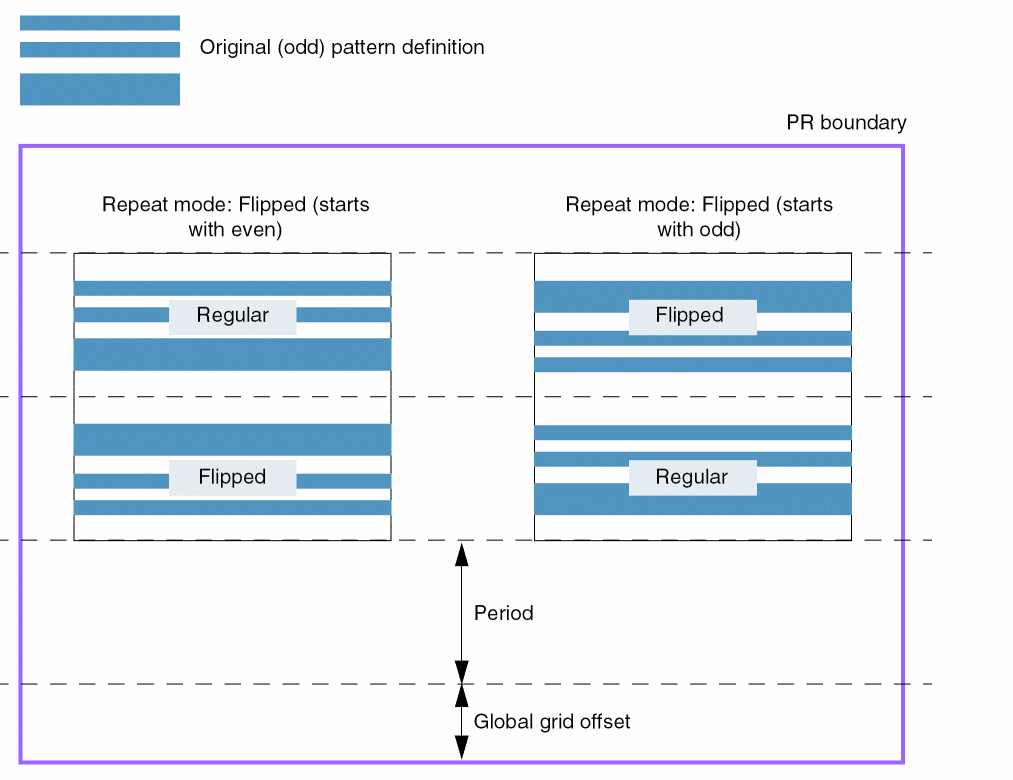 Original (odd) pattern definition
PR boundary
Repeat mode: Flipped (starts
with even)
Repeat mode: Flipped (starts
with odd)
Regular
Flipped
Flipped
Regular
Period
Global grid offset